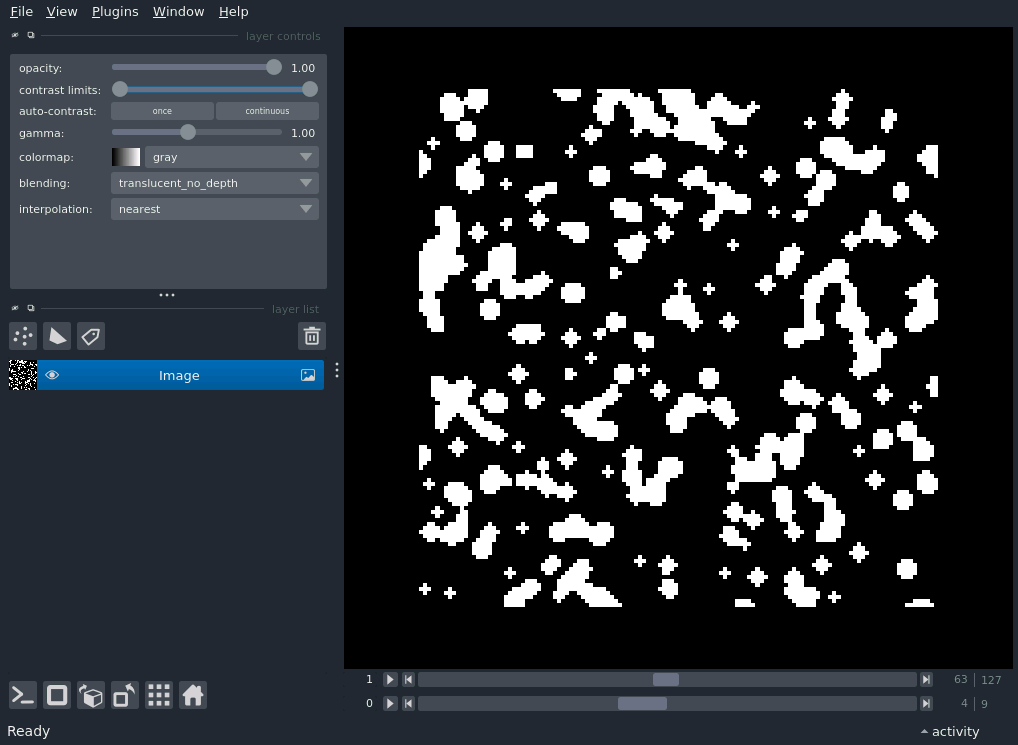 File View Plugins Window Help
layer controls
opacity: 1.00
contrast limits:
auto-contrast: once continuous
gamma: 1.00
colormap: gray
blending: translucent_no_depth
interpolation: nearest
layer list
Image
1 63 127
0 4 9
Ready activity